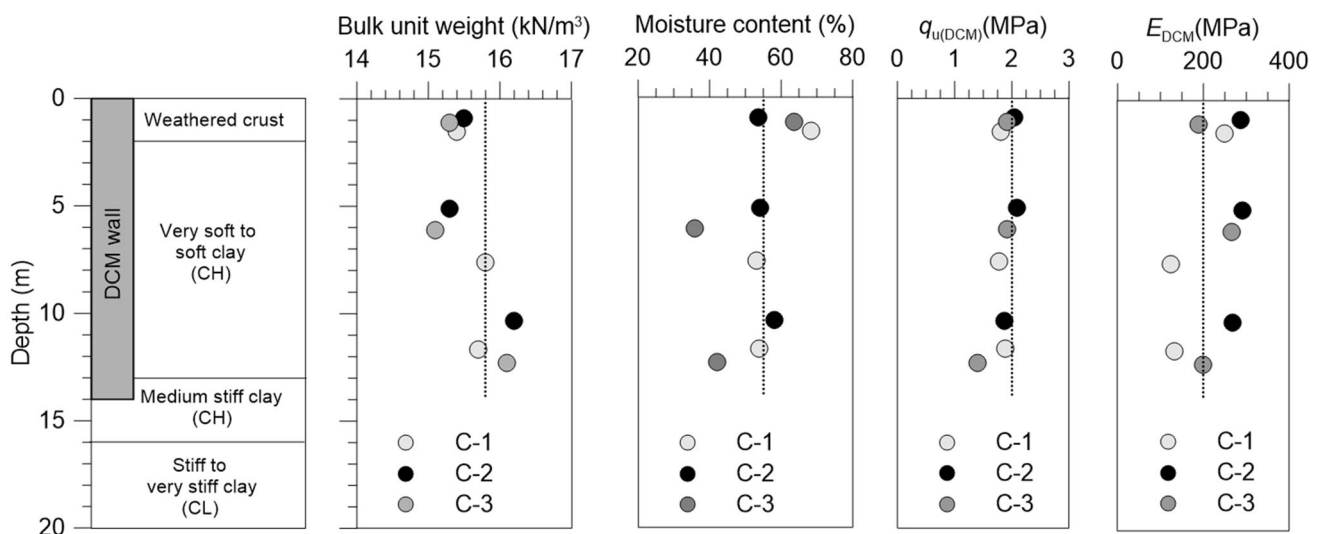 Bulk unit weight (kN/m³)
Moisture content (%)
qu(DCM)(MPa)
EDCM(MPa)
14 15 16 17
20 40 60 80
0 1 2 3
0 200 400
Depth (m)
0
5
10
15
20
DCM wall
Weathered crust
Very soft to
soft clay
(CH)
Medium stiff clay
(CH)
Stiff to
very stiff clay
(CL)
C-1
C-2
C-3
C-1
C-2
C-3
C-1
C-2
C-3
C-1
C-2
C-3